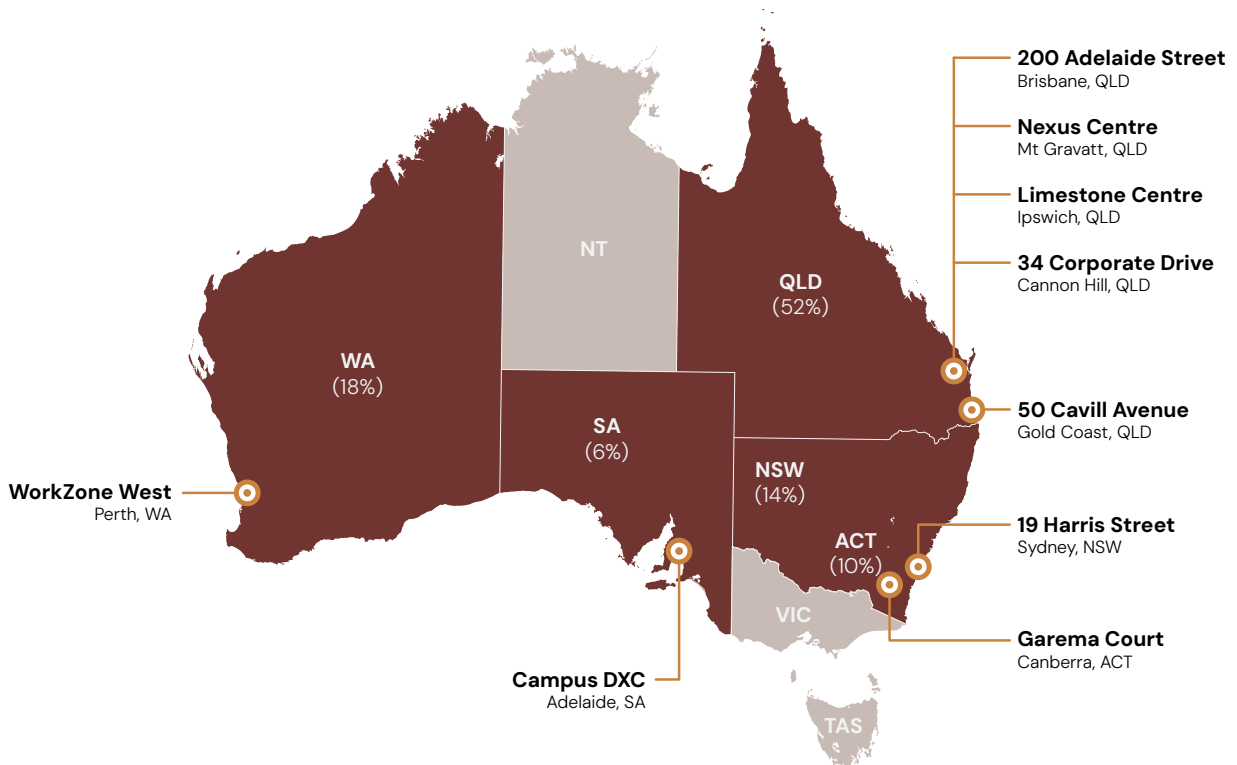 200 Adelaide Street
Brisbane, QLD
Nexus Centre
Mt Gravatt, QLD
Limestone Centre
Ipswich, QLD
34 Corporate Drive
Cannon Hill, QLD
NT
QLD
(52%)
WA
(18%)
SA
(6%)
50 Cavill Avenue
Gold Coast, QLD
NSW
(14%)
WorkZone West
Perth, WA
19 Harris Street
Sydney, NSW
ACT
(10%)
VIC
Garema Court
Canberra, ACT
Campus DXC
Adelaide, SA
TAS